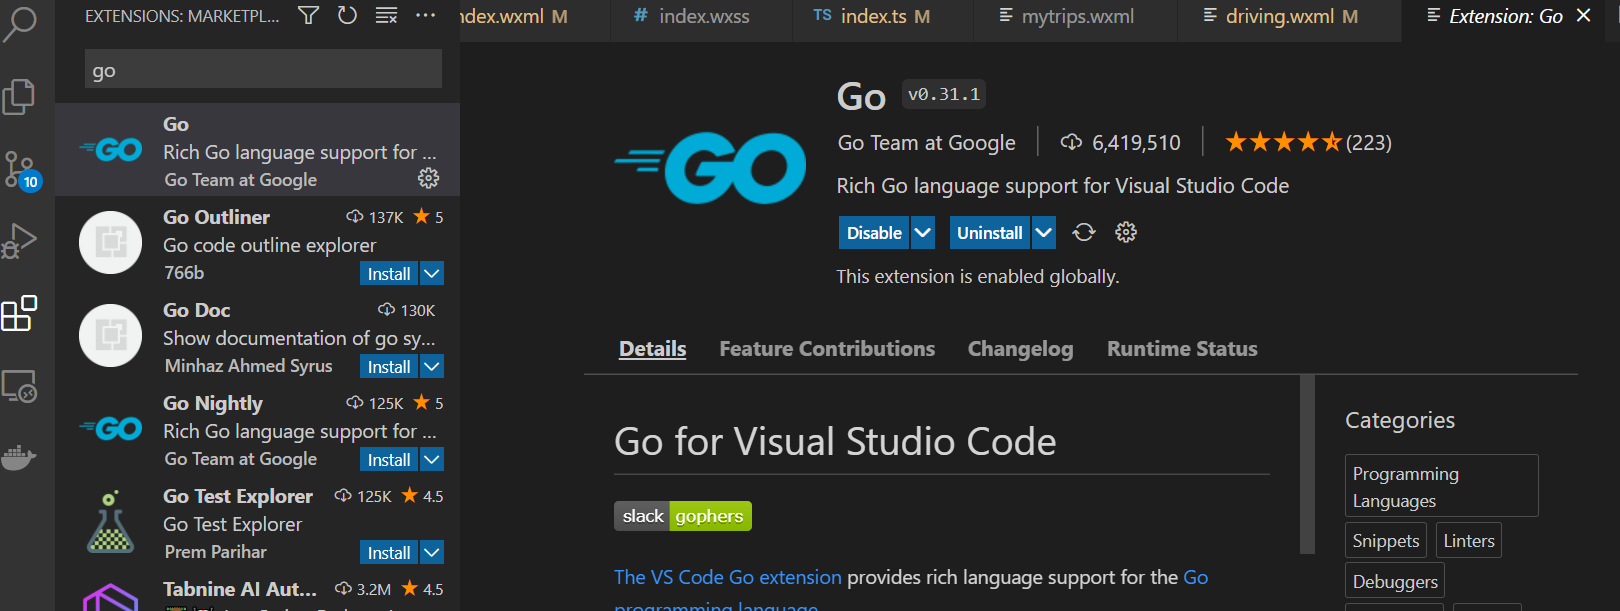 EXTENSIONS: MARKETPL...
go
Go
Rich Go language support for ...
Go Team at Google
10
Go Outliner 137K 5
Go code outline explorer
766b Install
Go Doc 130K
Show documentation of go sy...
Minhaz Ahmed Syrus Install
Go Nightly 125K 5
Rich Go language support for ...
Go Team at Google Install
Go Test Explorer 125K 4.5
Go Test Explorer
Prem Parihar Install
Tabnine AI Aut... 3.2M 4.5
ndex.wxml M
# index.wxss
TS index.ts M
mytrips.wxml
driving.wxml M
Extension: Go
GO
Go v0.31.1
Go Team at Google 6,419,510 (223)
Rich Go language support for Visual Studio Code
Disable Uninstall
This extension is enabled globally.
Details Feature Contributions Changelog Runtime Status
Go for Visual Studio Code
slack gophers
The VS Code Go extension provides rich language support for the Go
programming language
Categories
Programming
Languages
Snippets Linters
Debuggers